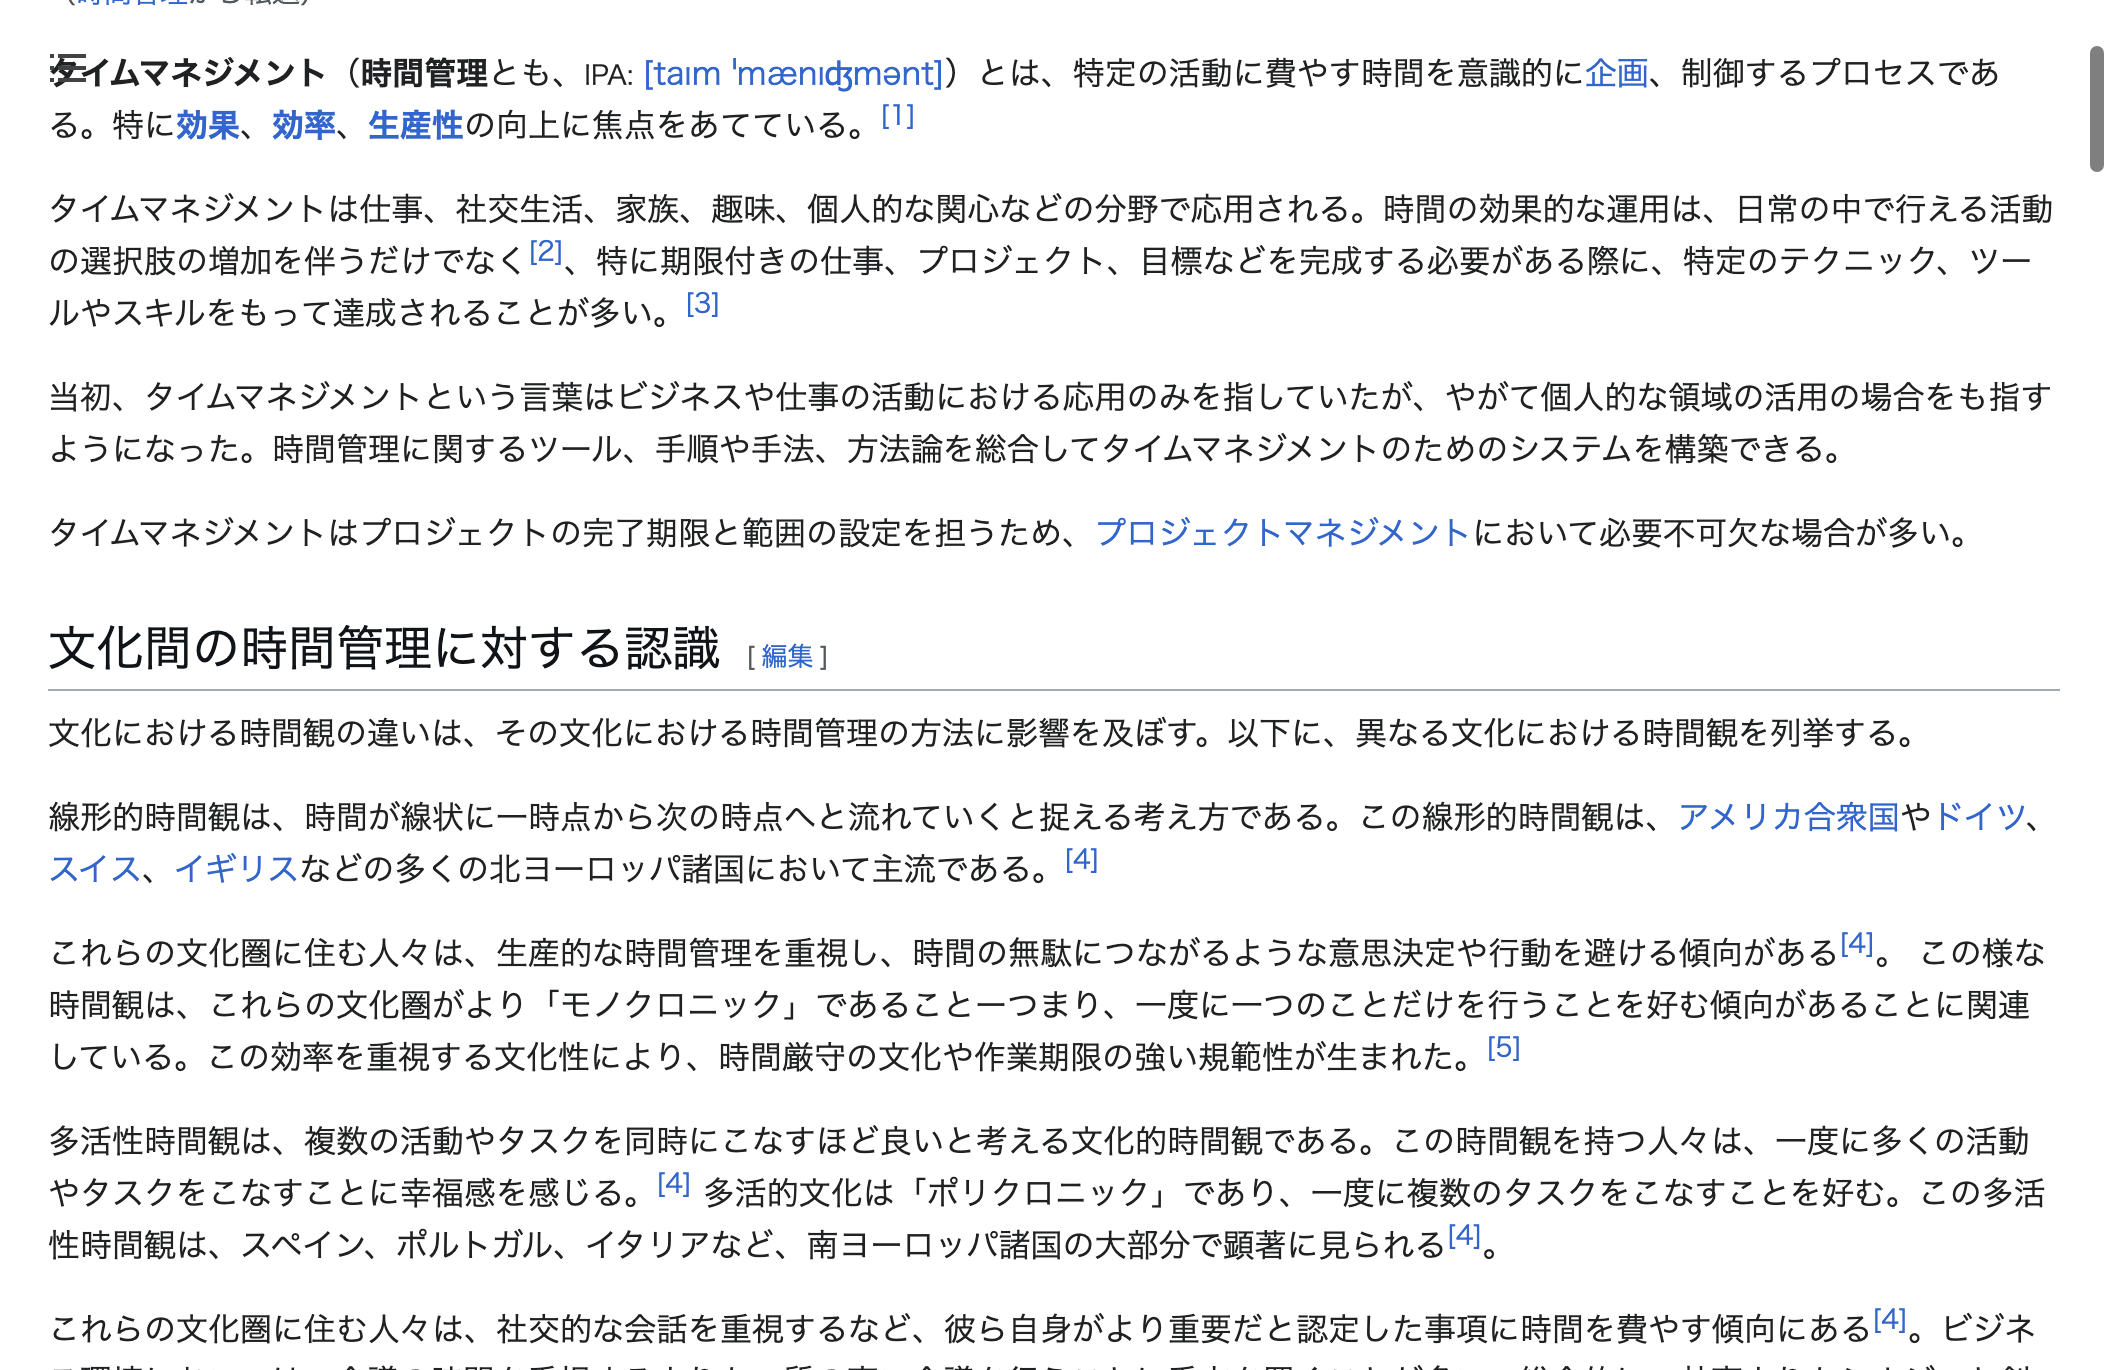 （時間管理から転送）
タイムマネジメント（時間管理とも、IPA: [taɪm ˈmænɪʤmənt]）とは、特定の活動に費やす時間を意識的に企画、制御するプロセスであ
る。特に効果、効率、生産性の向上に焦点をあてている。[1]
タイムマネジメントは仕事、社交生活、家族、趣味、個人的な関心などの分野で応用される。時間の効果的な運用は、日常の中で行える活動
の選択肢の増加を伴うだけでなく[2]、特に期限付きの仕事、プロジェクト、目標などを完成する必要がある際に、特定のテクニック、ツー
ルやスキルをもって達成されることが多い。[3]
当初、タイムマネジメントという言葉はビジネスや仕事の活動における応用のみを指していたが、やがて個人的な領域の活用の場合をも指す
ようになった。時間管理に関するツール、手順や手法、方法論を総合してタイムマネジメントのためのシステムを構築できる。
タイムマネジメントはプロジェクトの完了期限と範囲の設定を担うため、プロジェクトマネジメントにおいて必要不可欠な場合が多い。
文化間の時間管理に対する認識 [編集]
文化における時間観の違いは、その文化における時間管理の方法に影響を及ぼす。以下に、異なる文化における時間観を列挙する。
線形的時間観は、時間が線状に一時点から次の時点へと流れていくと捉える考え方である。この線形的時間観は、アメリカ合衆国やドイツ、
スイス、イギリスなどの多くの北ヨーロッパ諸国において主流である。[4]
これらの文化圏に住む人々は、生産的な時間管理を重視し、時間の無駄につながるような意思決定や行動を避ける傾向がある[4]。 この様な
時間観は、これらの文化圏がより「モノクロニック」であることーつまり、一度に一つのことだけを行うことを好む傾向があることに関連
している。この効率を重視する文化性により、時間厳守の文化や作業期限の強い規範性が生まれた。[5]
多活性時間観は、複数の活動やタスクを同時にこなすほど良いと考える文化的時間観である。この時間観を持つ人々は、一度に多くの活動
やタスクをこなすことに幸福感を感じる。[4] 多活的文化は「ポリクロニック」であり、一度に複数のタスクをこなすことを好む。この多活
性時間観は、スペイン、ポルトガル、イタリアなど、南ヨーロッパ諸国の大部分で顕著に見られる[4]。
これらの文化圏に住む人々は、社交的な会話を重視するなど、彼ら自身がより重要だと認定した事項に時間を費やす傾向にある[4]。ビジネ